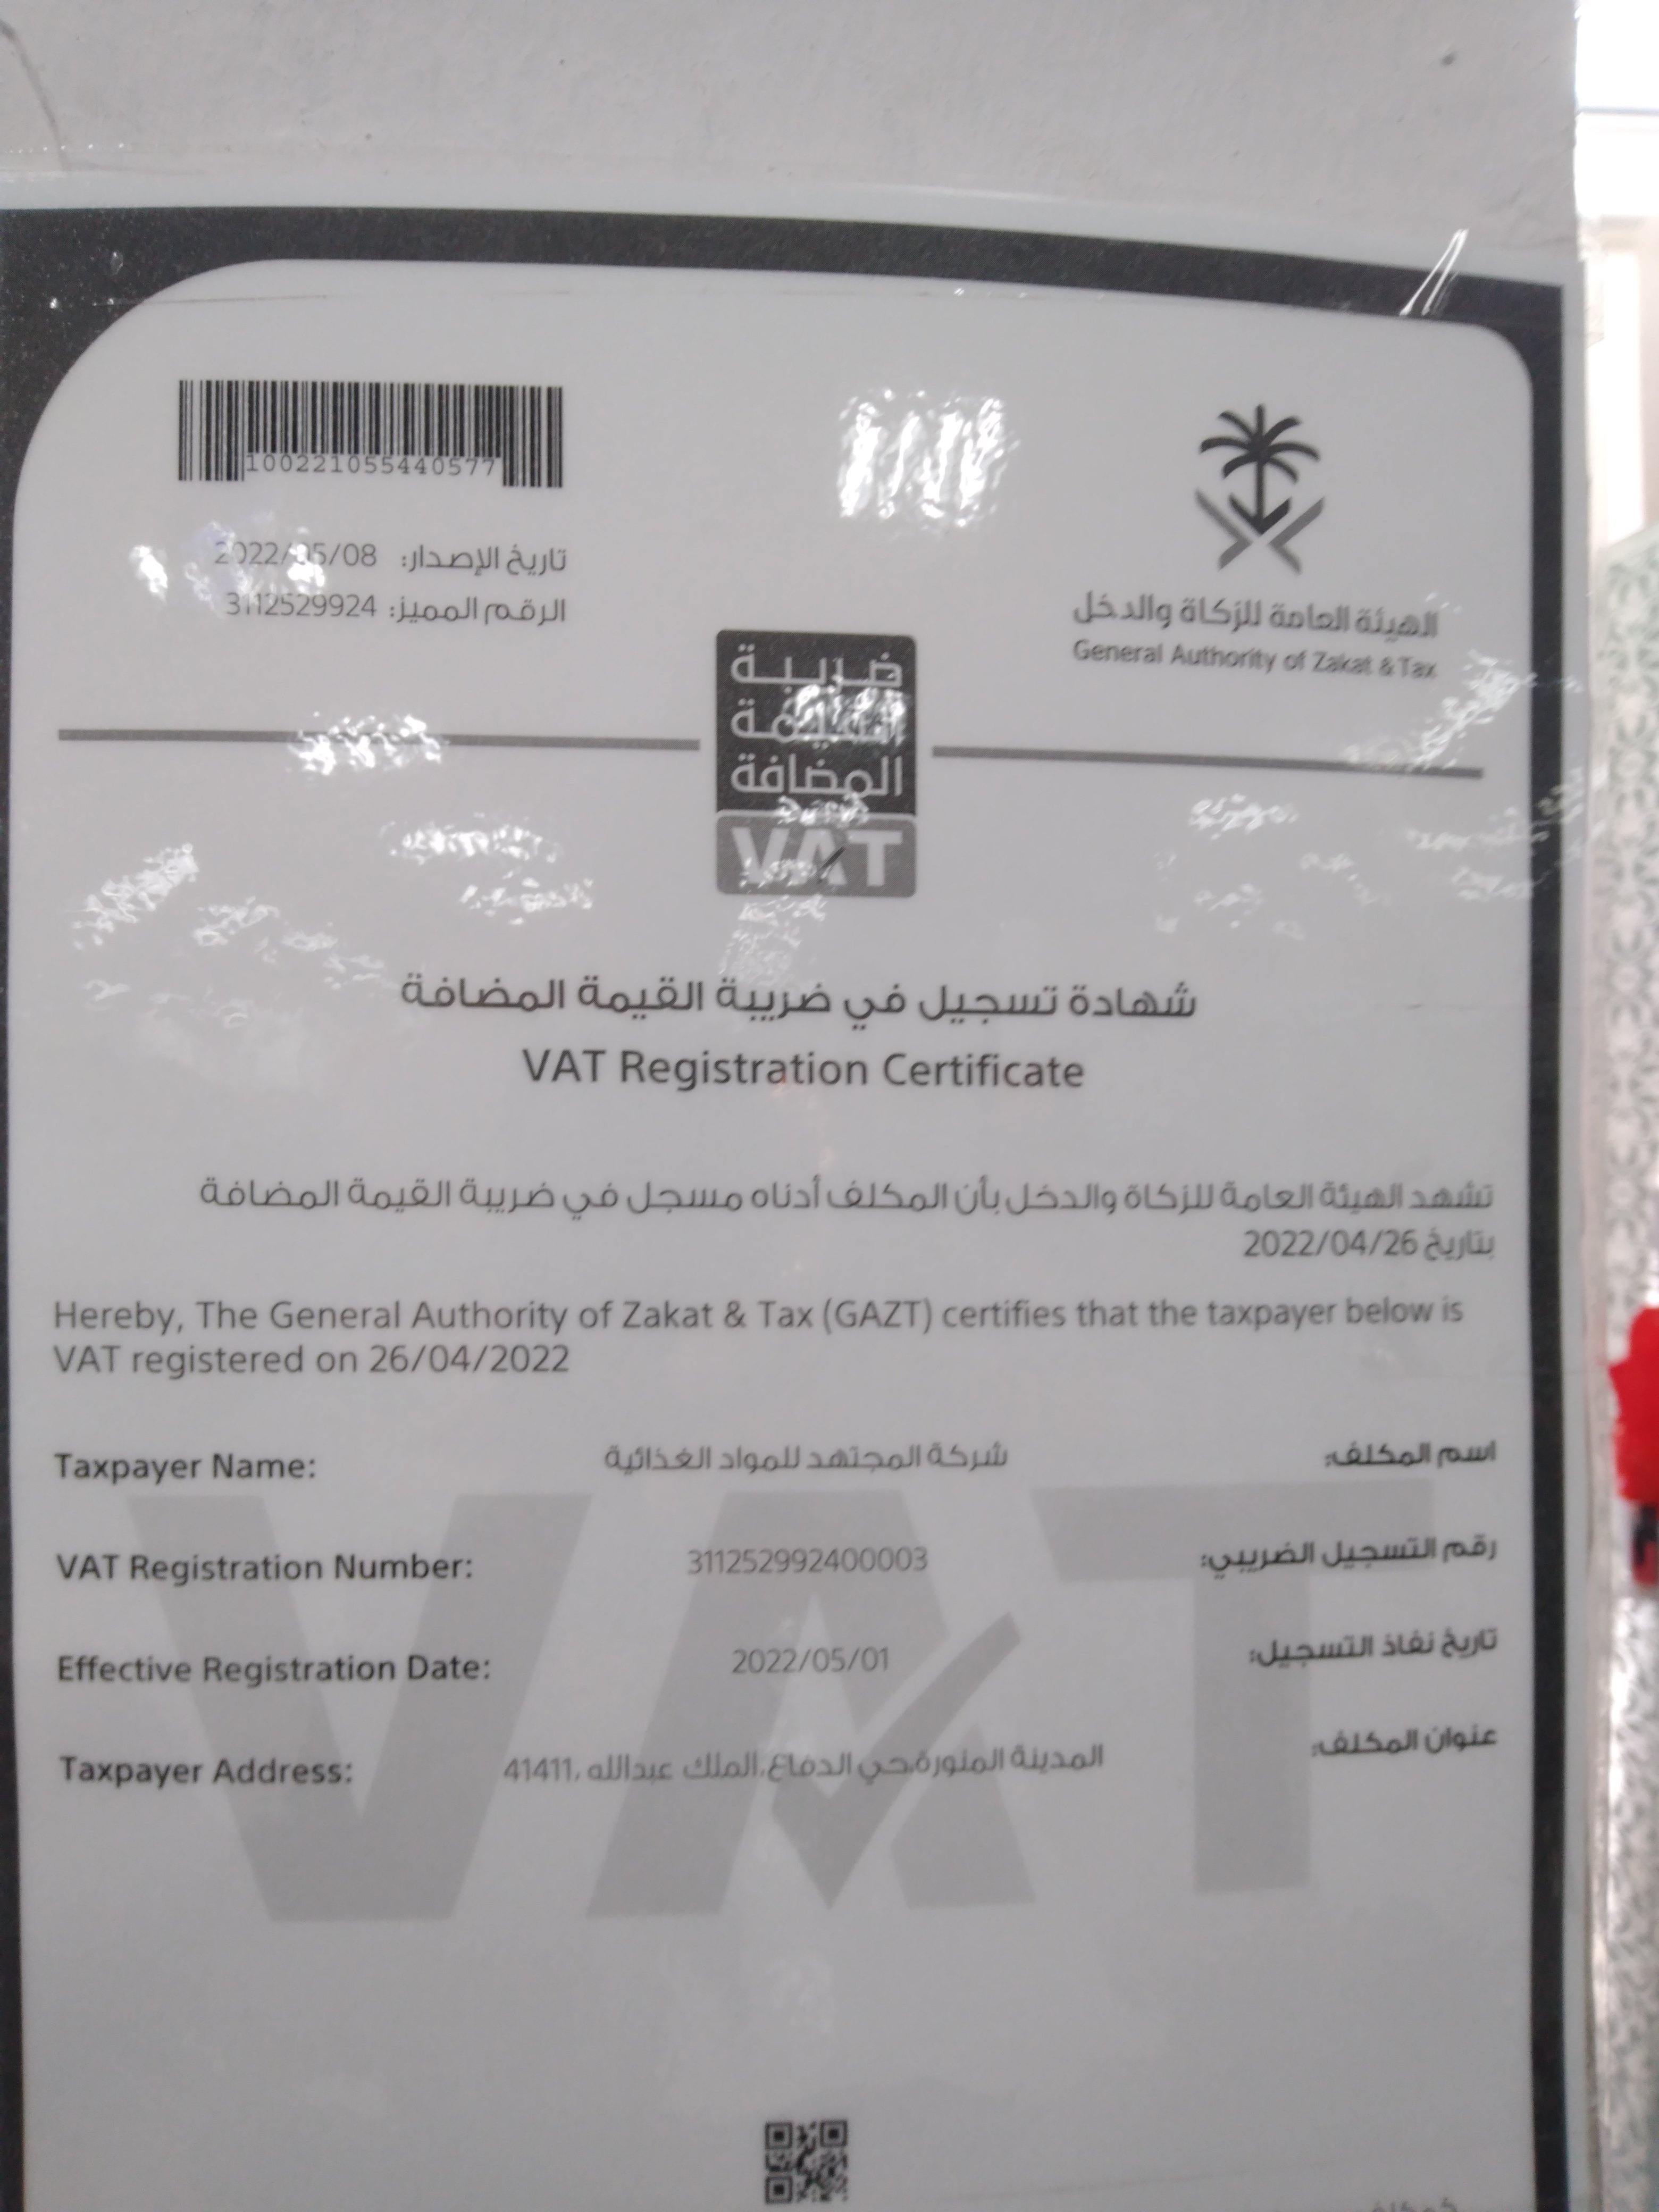 100221055440577
تاريخ الإصدار: 2022/05/08
الرقم المميز: 3112529924
الهيئة العامة للزكاة والدخل
General Authority of Zakat & Tax
ضريبة
القيمة
المضافة
VAT
شهادة تسجيل في ضريبة القيمة المضافة
VAT Registration Certificate
تشهد الهيئة العامة للزكاة والدخل بأن المكلف أدناه مسجل في ضريبة القيمة المضافة
بتاريخ 2022/04/26
Hereby, The General Authority of Zakat & Tax (GAZT) certifies that the taxpayer below is
VAT registered on 26/04/2022
Taxpayer Name: شركة المجتهد للمواد الغذائية اسم المكلف:
VAT Registration Number: 311252992400003 رقم التسجيل الضريبي:
Effective Registration Date: 2022/05/01 تاريخ نفاذ التسجيل:
Taxpayer Address: المدينة المنورة,حي الدفاع,الملك عبدالله ,41411 عنوان المكلف:
VAT